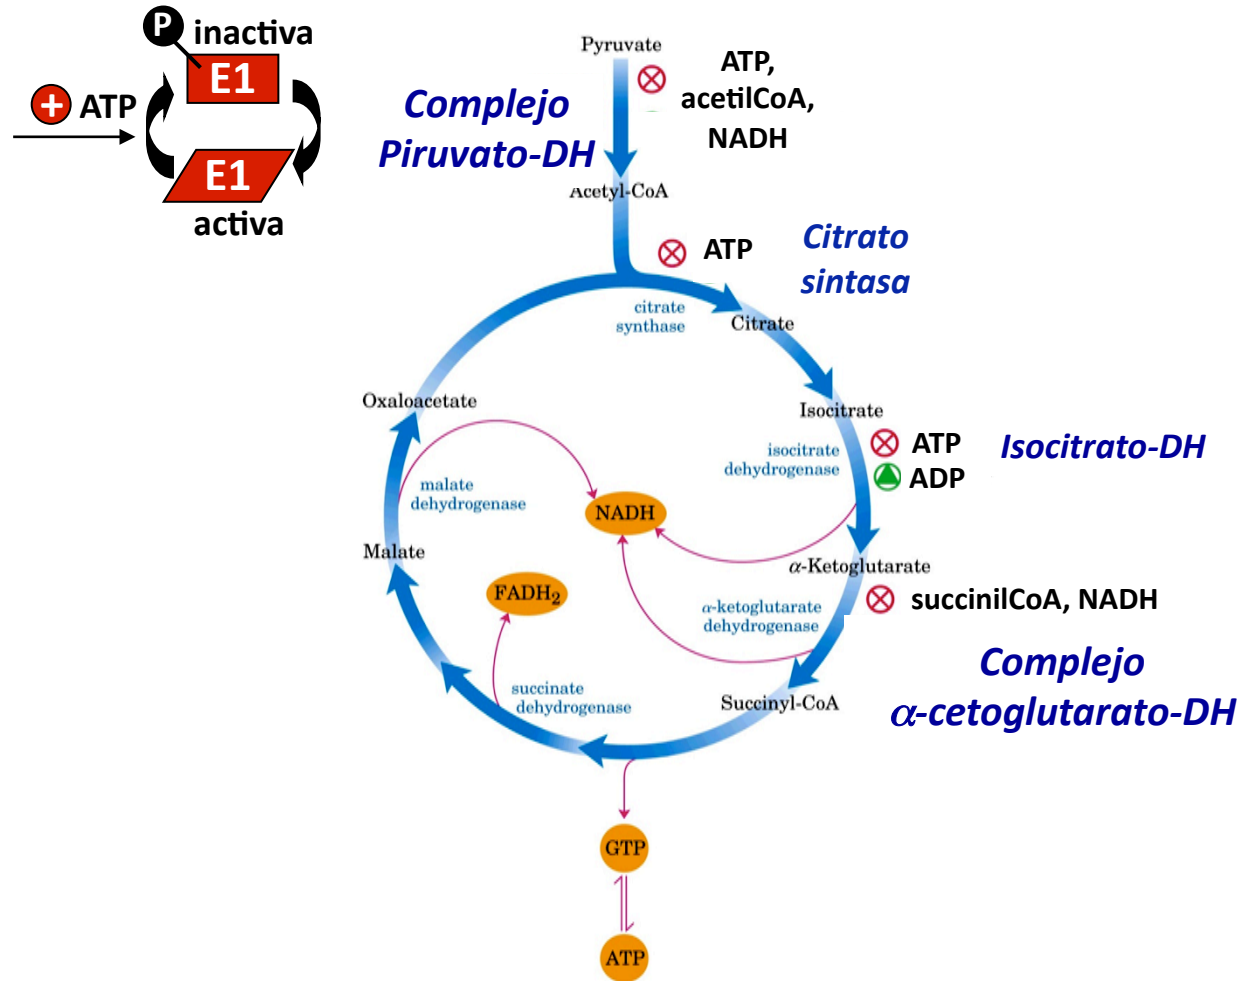 P inactiva
E1
+ ATP
E1
activa
Pyruvate
ATP,
acetilCoA,
NADH
Complejo
Piruvato-DH
Acetyl-CoA
ATP
Citrato
sintasa
citrate
synthase
Citrate
Oxaloacetate
Isocitrate
isocitrate
dehydrogenase
ATP
ADP
Isocitrato-DH
malate
dehydrogenase
NADH
Malate
α-Ketoglutarate
FADH₂
α-ketoglutarate
dehydrogenase
succinilCoA, NADH
Complejo
α-cetoglutarato-DH
succinate
dehydrogenase
Succinyl-CoA
GTP
ATP